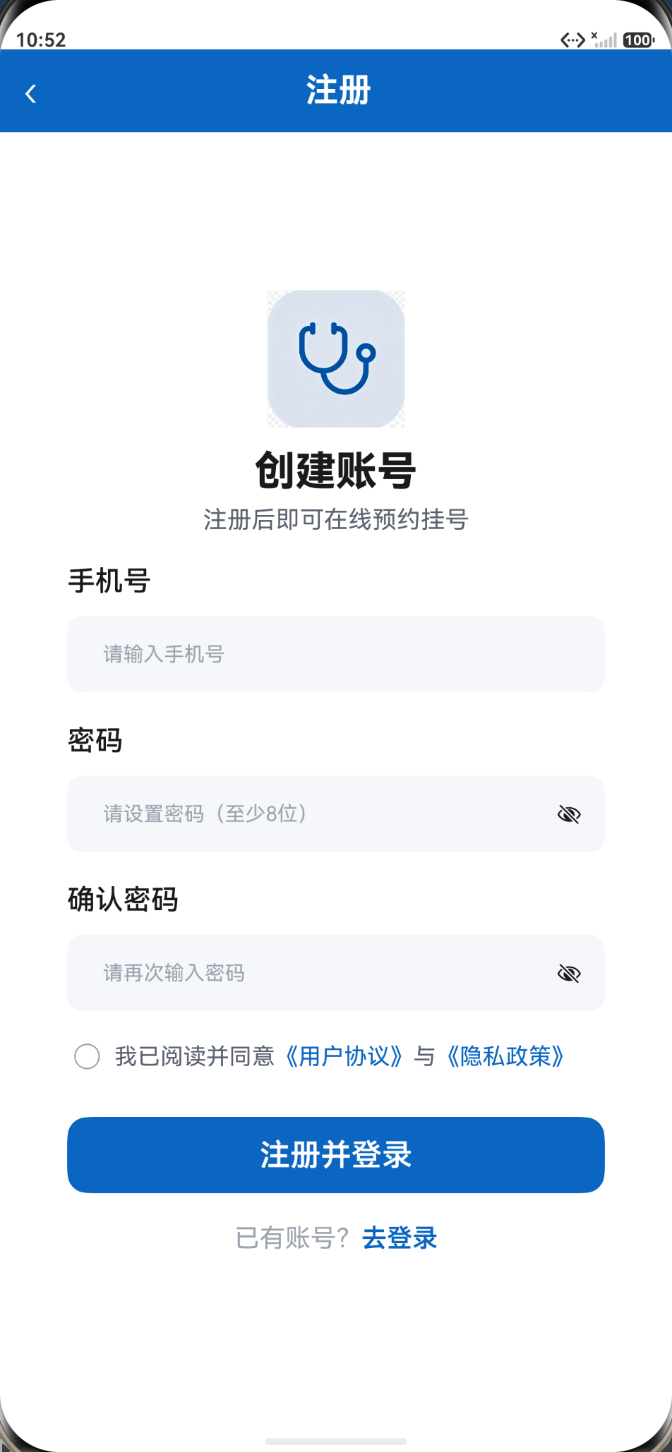 10:52
100
注册
创建账号
注册后即可在线预约挂号
手机号
请输入手机号
密码
请设置密码（至少8位）
确认密码
请再次输入密码
我已阅读并同意《用户协议》与《隐私政策》
注册并登录
已有账号？去登录